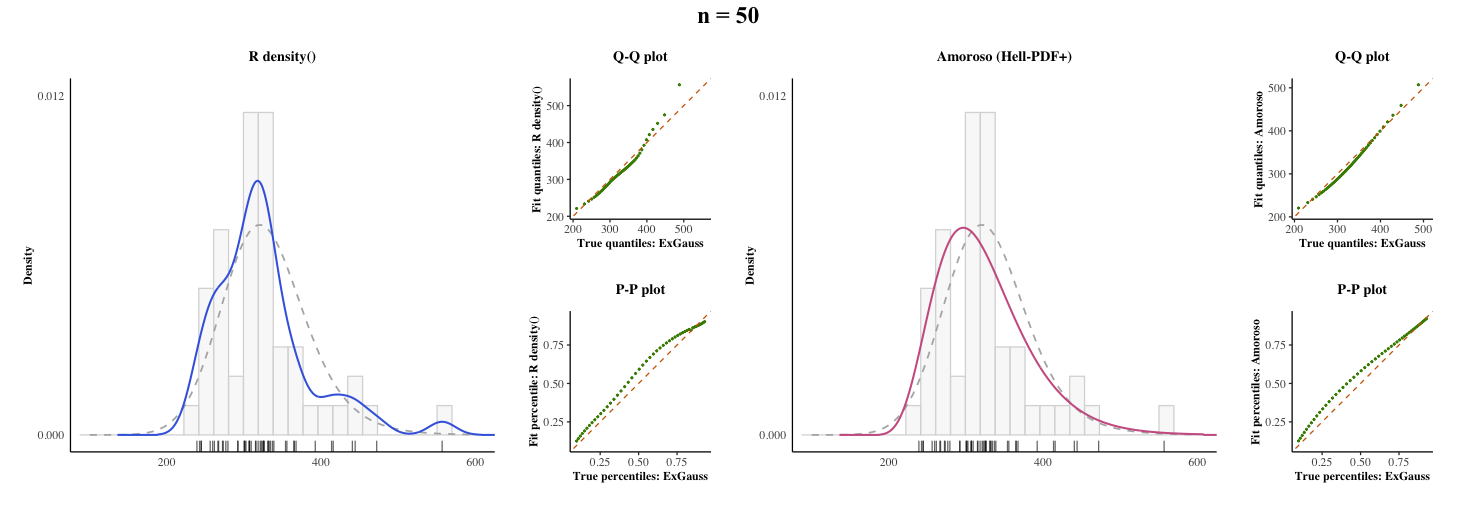 n = 50
R density()
Density
0.012
0.000
200 400 600
Q-Q plot
Fit quantiles: R density()
500
400
300
200
200 300 400 500
True quantiles: ExGauss
P-P plot
Fit percentile: R density()
0.75
0.50
0.25
0.25 0.50 0.75
True percentiles: ExGauss
Amoroso (Hell-PDF+)
Density
0.012
0.000
200 400 600
Q-Q plot
Fit quantiles: Amoroso
500
400
300
200
200 300 400 500
True quantiles: ExGauss
P-P plot
Fit percentiles: Amoroso
0.75
0.50
0.25
0.25 0.50 0.75
True percentiles: ExGauss